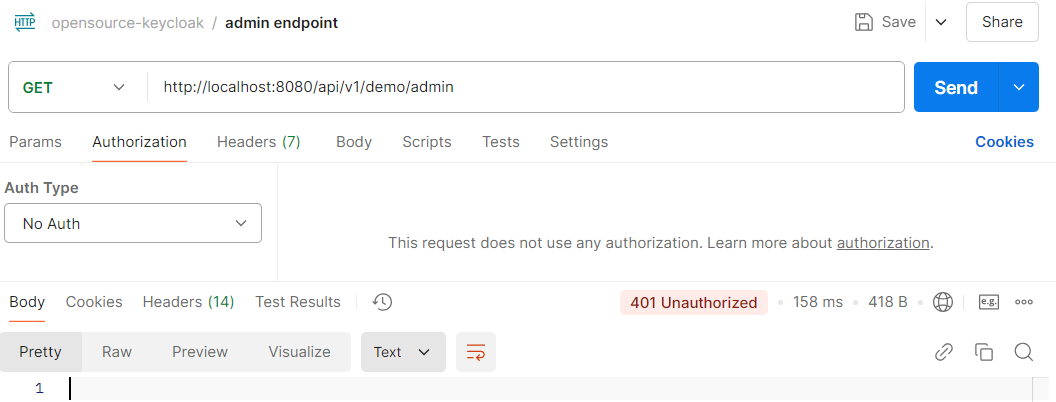 HTTP opensource-keycloak / admin endpoint Save Share
GET http://localhost:8080/api/v1/demo/admin Send
Params Authorization Headers (7) Body Scripts Tests Settings Cookies
Auth Type
No Auth
This request does not use any authorization. Learn more about authorization.
Body Cookies Headers (14) Test Results 401 Unauthorized 158 ms 418 B e.g.
Pretty Raw Preview Visualize Text
1